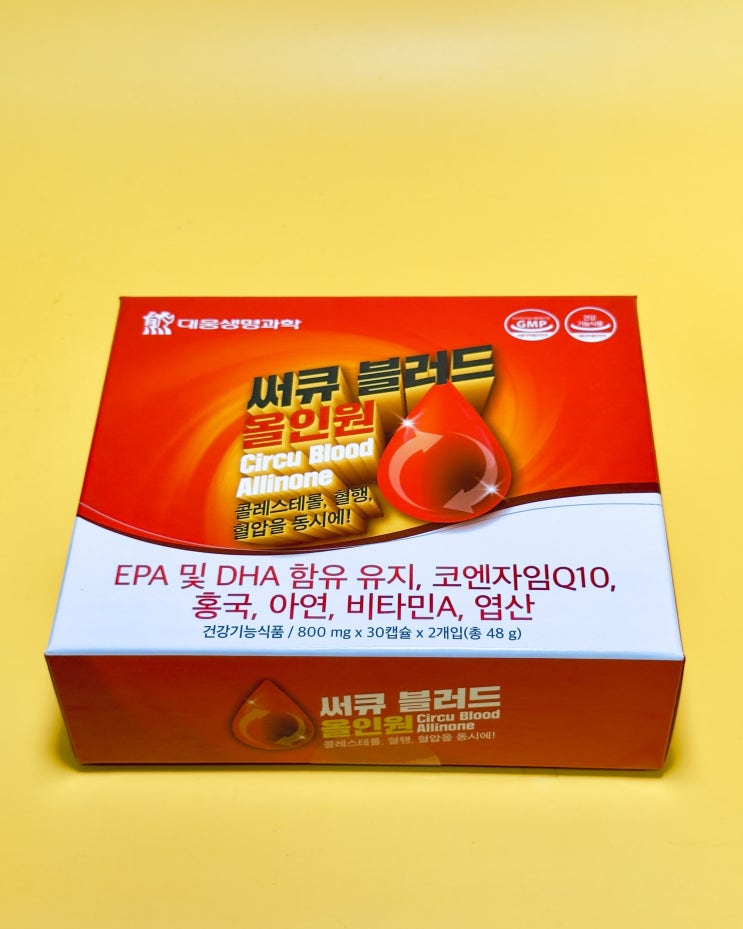 대웅생명과학
GMP
건강
기능식품
써큐 블러드
올인원
Circu Blood
Allinone
콜레스테롤, 혈행,
혈압을 동시에!
EPA 및 DHA 함유 유지, 코엔자임Q10,
홍국, 아연, 비타민A, 엽산
건강기능식품 / 800 mg x 30캡슐 x 2개입(총 48 g)
써큐 블러드
올인원 Circu Blood
Allinone
콜레스테롤, 혈행, 혈압을 동시에!